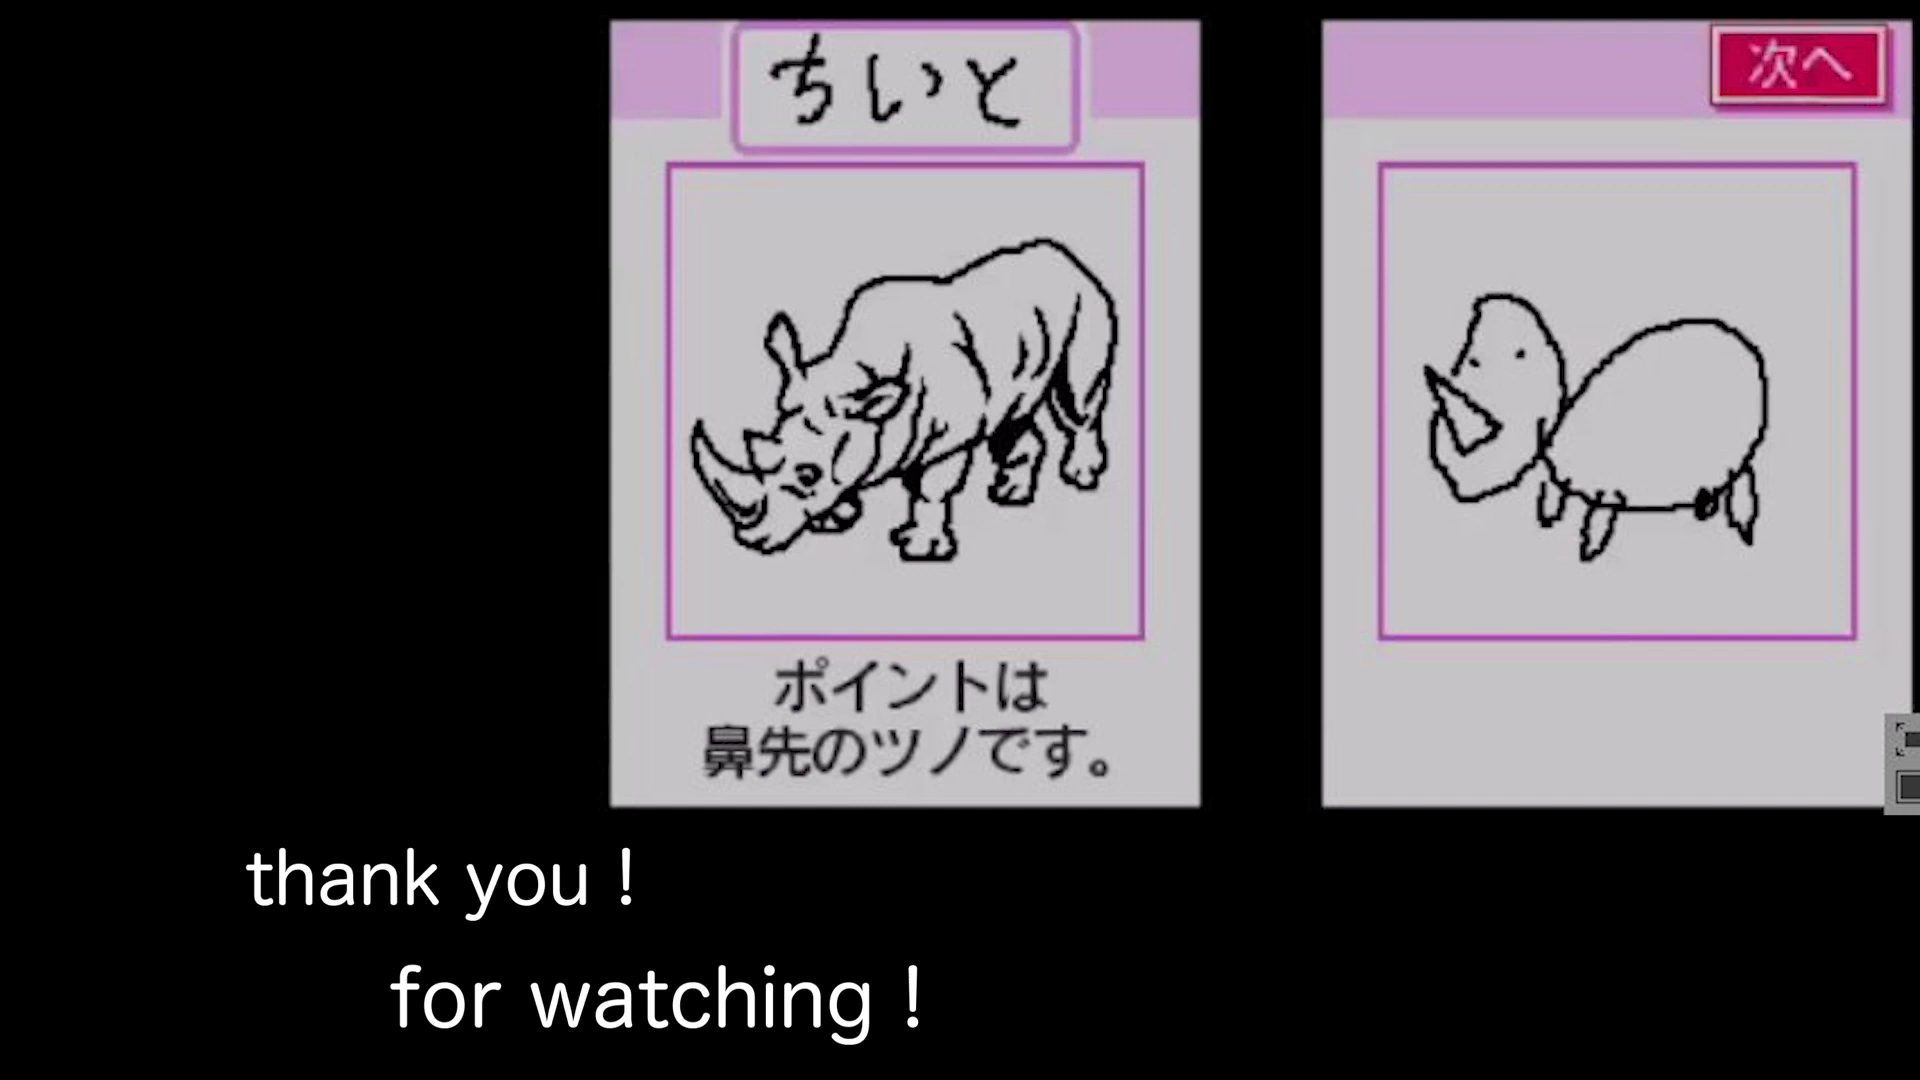 ちいと
次へ
ポイントは
鼻先のツノです。
thank you !
for watching !